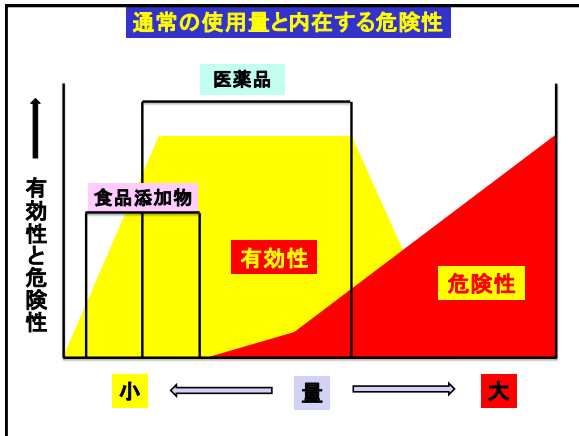 通常の使用量と内在する危険性
医薬品
食品添加物
有効性と危険性
有効性
危険性
小
量
大